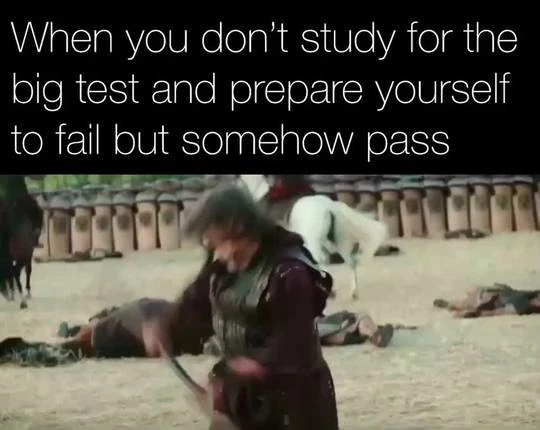 When you don’t study for the
big test and prepare yourself
to fail but somehow pass